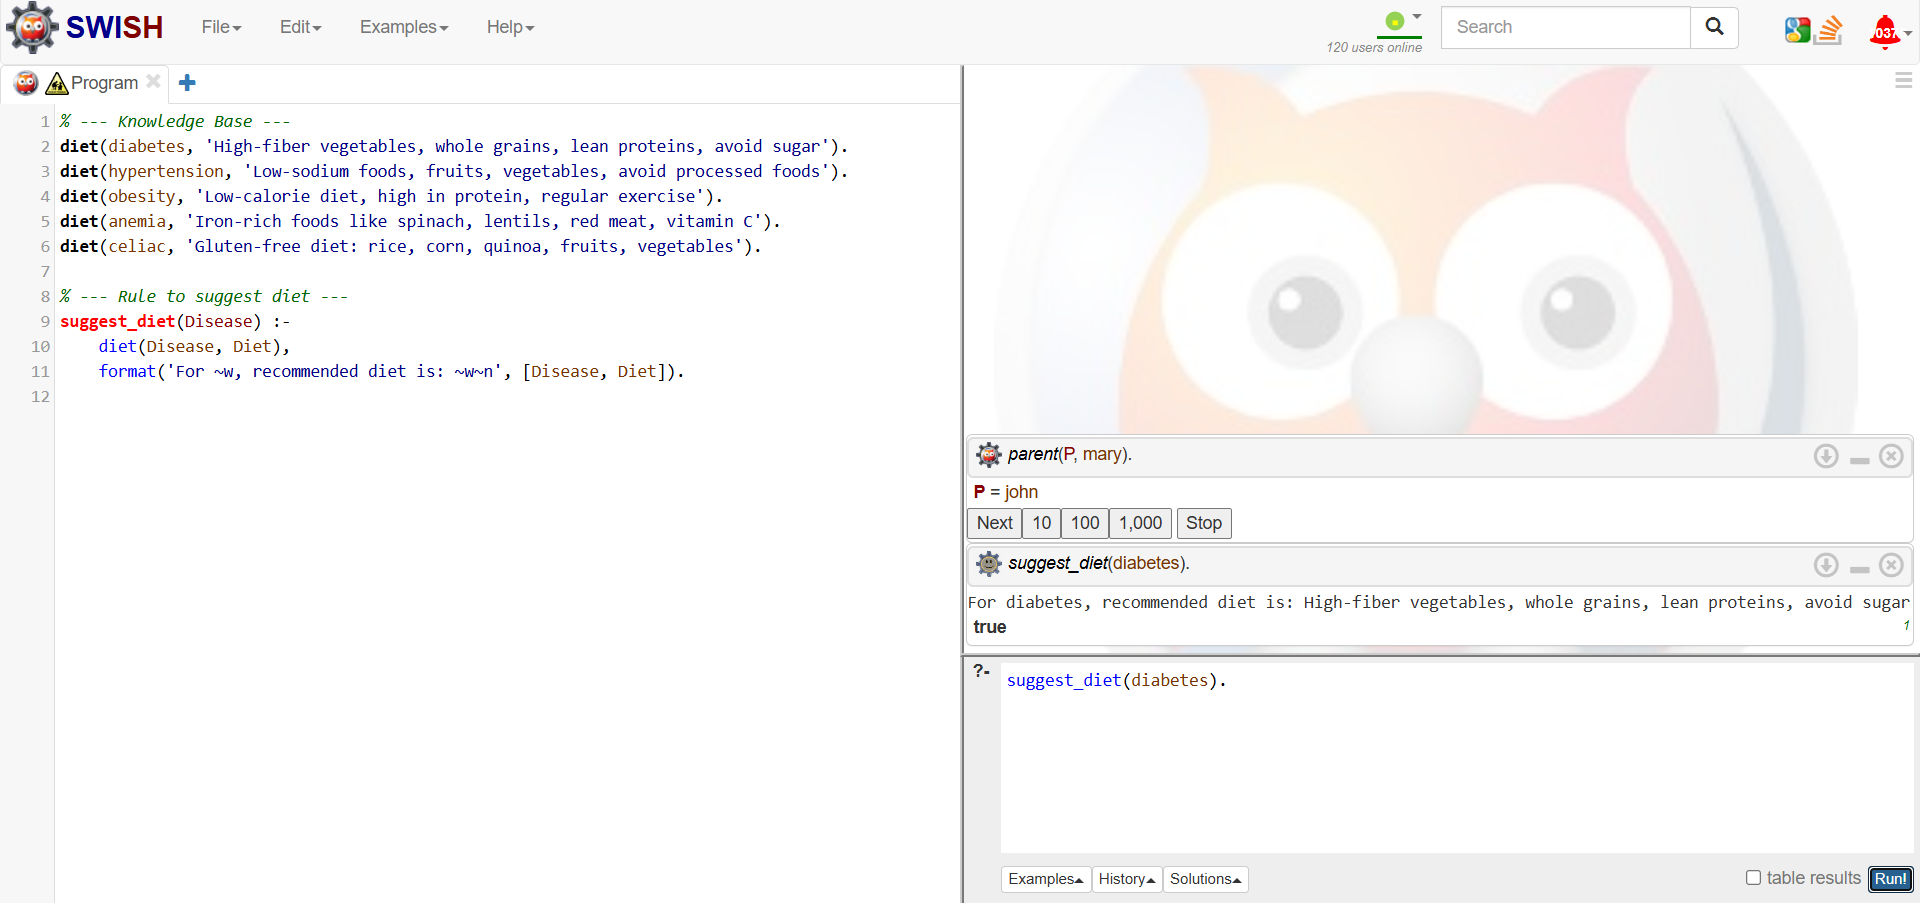 SWISH File Edit Examples Help 120 users online Search
Program
1 % --- Knowledge Base ---
2 diet(diabetes, 'High-fiber vegetables, whole grains, lean proteins, avoid sugar').
3 diet(hypertension, 'Low-sodium foods, fruits, vegetables, avoid processed foods').
4 diet(obesity, 'Low-calorie diet, high in protein, regular exercise').
5 diet(anemia, 'Iron-rich foods like spinach, lentils, red meat, vitamin C').
6 diet(celiac, 'Gluten-free diet: rice, corn, quinoa, fruits, vegetables').
7
8 % --- Rule to suggest diet ---
9 suggest_diet(Disease) :-
10 diet(Disease, Diet),
11 format('For ~w, recommended diet is: ~w~n', [Disease, Diet]).
12
parent(P, mary).
P = john
Next 10 100 1,000 Stop
suggest_diet(diabetes).
For diabetes, recommended diet is: High-fiber vegetables, whole grains, lean proteins, avoid sugar
true 1
?- suggest_diet(diabetes).
Examples History Solutions table results Run!